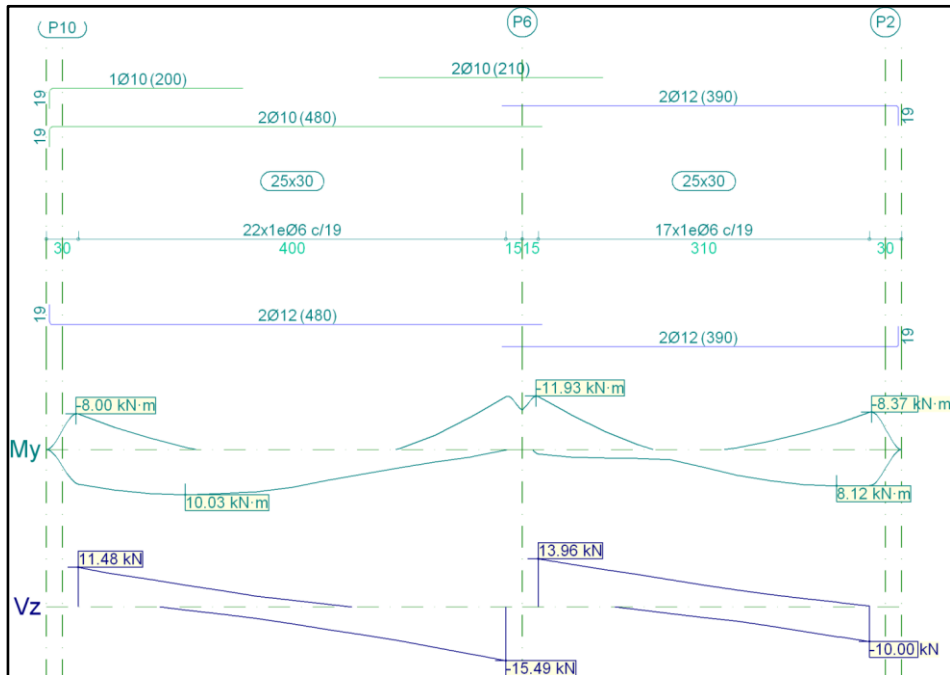 P10 P6 P2
2Ø10 (210)
1Ø10 (200)
19
2Ø12 (390)
19
2Ø10 (480)
19
25x30 25x30
22x1eØ6 c/19 17x1eØ6 c/19
30 400 15 15 310 30
19
2Ø12 (480)
19
2Ø12 (390)
-11.93 kN·m
-8.00 kN·m -8.37 kN·m
My
10.03 kN·m 8.12 kN·m
11.48 kN 13.96 kN
Vz
-15.49 kN -10.00 kN